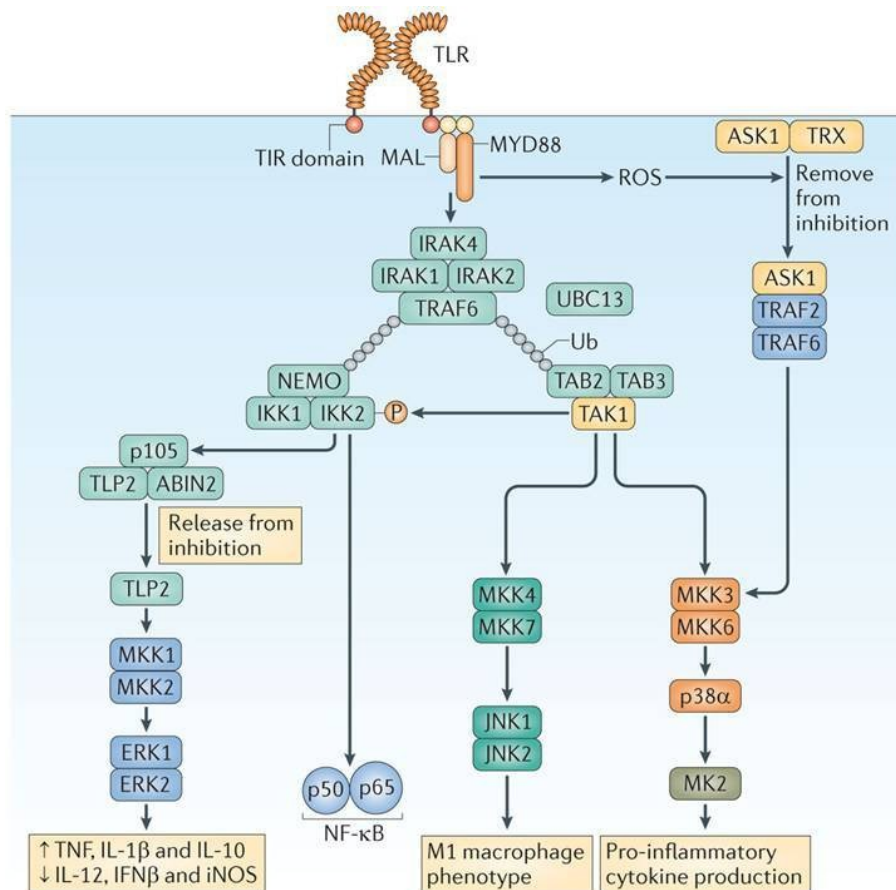 TLR
TIR domain
MAL
MYD88
ROS
ASK1 TRX
Remove
from
inhibition
IRAK4
IRAK1 IRAK2
TRAF6
UBC13
Ub
ASK1
TRAF2
TRAF6
NEMO
IKK1 IKK2 P
TAB2 TAB3
TAK1
p105
TLP2 ABIN2
Release from
inhibition
TLP2
MKK1
MKK2
ERK1
ERK2
↑ TNF, IL-1β and IL-10
↓ IL-12, IFNβ and iNOS
p50 p65
NF-κB
MKK4
MKK7
JNK1
JNK2
M1 macrophage
phenotype
MKK3
MKK6
p38α
MK2
Pro-inflammatory
cytokine production